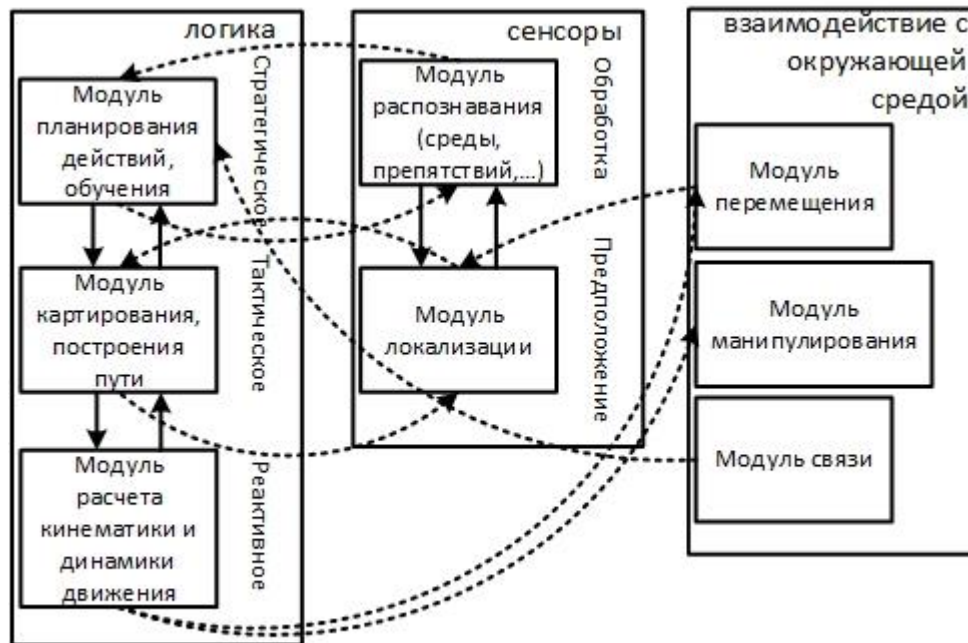 логика
Модуль
планирования
действий,
обучения
Стратегическое
Модуль
картирования,
построения
пути
Тактическое
Модуль
расчета
кинематики и
динамики
движения
Реактивное
сенсоры
Модуль
распознавания
(среды,
препятствий,...)
Обработка
Модуль
локализации
Предположение
взаимодействие с
окружающей
средой
Модуль
перемещения
Модуль
манипулирования
Модуль связи